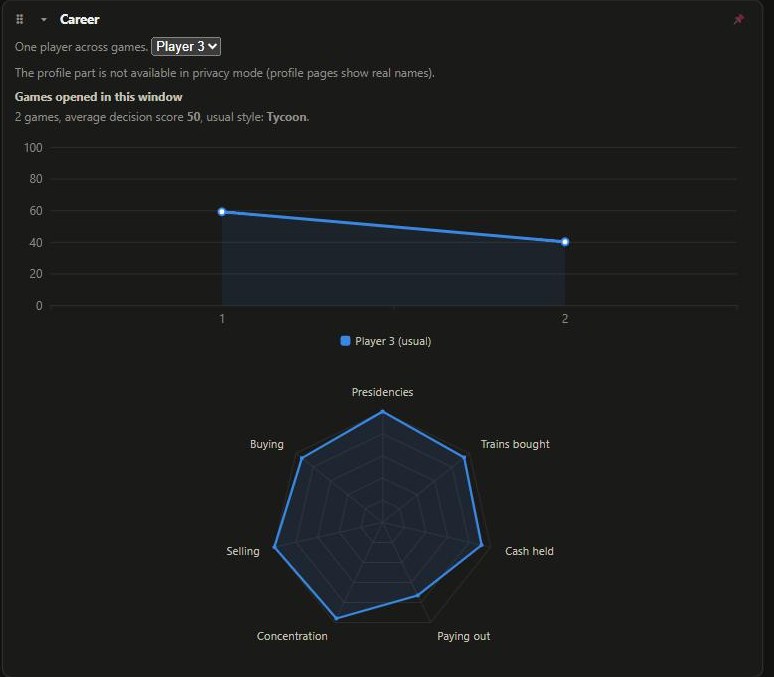 Career
One player across games. Player 3
The profile part is not available in privacy mode (profile pages show real names).
Games opened in this window
2 games, average decision score 50, usual style: Tycoon.
100
80
60
40
20
0
1 2
Player 3 (usual)
Presidencies
Buying Trains bought
Selling Cash held
Concentration Paying out